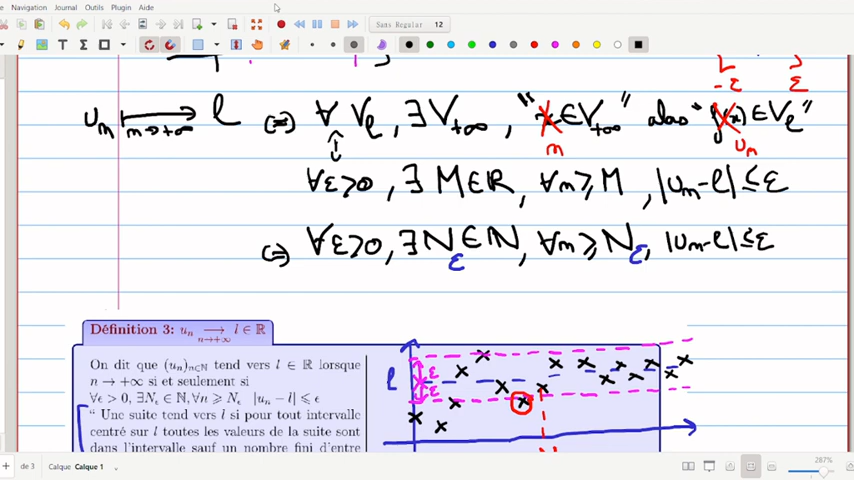 Navigation Journal Outils Plugin Aide
Sans Regular 12
-ε ε
u_n ⟼ l n→+∞ (⇔) ∀ V_l, ∃ V_+∞, "x ∈ V_+∞" alors "f(x) ∈ V_l"
n u_n
∀ε>0, ∃ M∈ℝ, ∀n⩾M, |u_n-l|≤ε
(⇔) ∀ε>0, ∃N_ε∈ℕ, ∀n⩾N_ε, |u_n-l|≤ε
Définition 3: u_n ⟶ l ∈ ℝ n→+∞
On dit que (u_n)_n∈ℕ tend vers l ∈ ℝ lorsque
n → +∞ si et seulement si
∀ε > 0, ∃N_ε ∈ ℕ, ∀n ⩾ N_ε |u_n - l| ⩽ ϵ
“ Une suite tend vers l si pour tout intervalle
centré sur l toutes les valeurs de la suite sont
dans l'intervalle sauf un nombre fini d'entre
l ε
ε
de 3 Calque Calque 1 287%